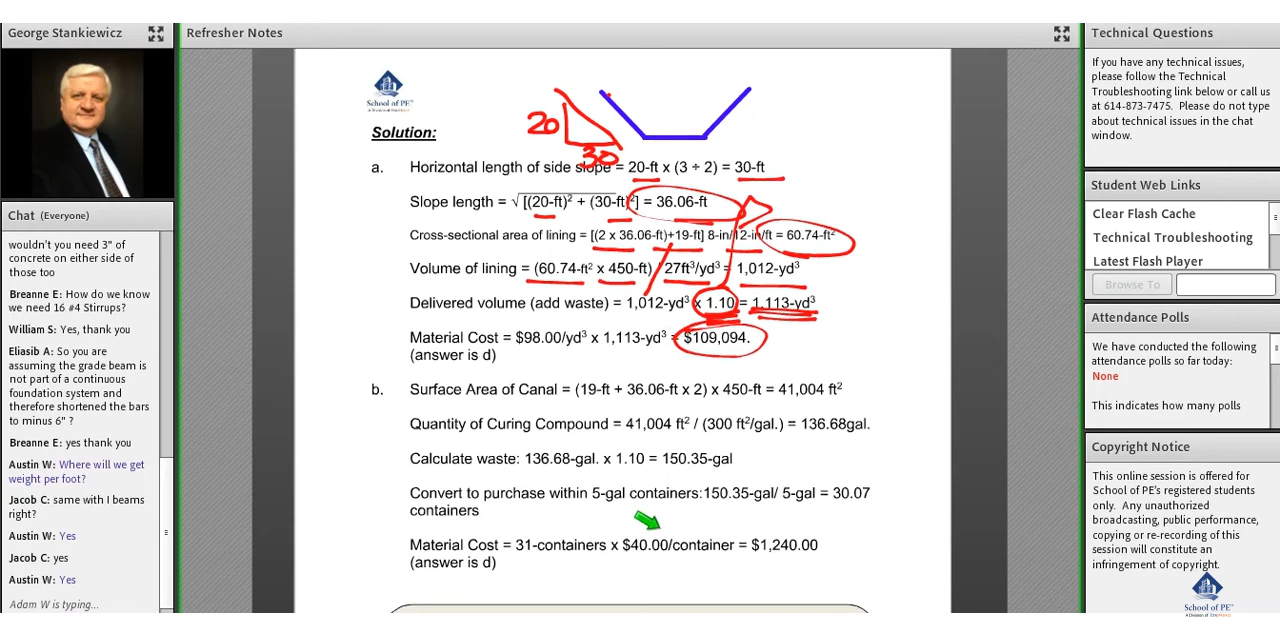 George Stankiewicz
Refresher Notes
Technical Questions
If you have any technical issues,
please follow the Technical
Troubleshooting link below or call us
at 614-873-7475. Please do not type
about technical issues in the chat
window.
Student Web Links
Clear Flash Cache
Technical Troubleshooting
Latest Flash Player
Browse To
Attendance Polls
We have conducted the following
attendance polls so far today:
None
This indicates how many polls
Copyright Notice
This online session is offered for
School of PE's registered students
only. Any unauthorized
broadcasting, public performance,
copying or re-recording of this
session will constitute an
infringement of copyright.
School of PE™
Chat (Everyone)
wouldn't you need 3" of
concrete on either side of
those too
Breanne E: How do we know
we need 16 #4 Stirrups?
William S: Yes, thank you
Eliasib A: So you are
assuming the grade beam is
not part of a continuous
foundation system and
therefore shortened the bars
to minus 6" ?
Breanne E: yes thank you
Austin W: Where will we get
weight per foot?
Jacob C: same with I beams
right?
Austin W: Yes
Jacob C: yes
Austin W: Yes
Adam W is typing...
School of PE™
20
30
Solution:
a. Horizontal length of side slope = 20-ft x (3 ÷ 2) = 30-ft
Slope length = √ [(20-ft)² + (30-ft)²] = 36.06-ft
Cross-sectional area of lining = [(2 x 36.06-ft)+19-ft] 8-in/12-in/ft = 60.74-ft²
Volume of lining = (60.74-ft² x 450-ft) / 27ft³/yd³ = 1,012-yd³
Delivered volume (add waste) = 1,012-yd³ x 1.10 = 1,113-yd³
Material Cost = $98.00/yd³ x 1,113-yd³ = $109,094.
(answer is d)
b. Surface Area of Canal = (19-ft + 36.06-ft x 2) x 450-ft = 41,004 ft²
Quantity of Curing Compound = 41,004 ft² / (300 ft²/gal.) = 136.68gal.
Calculate waste: 136.68-gal. x 1.10 = 150.35-gal
Convert to purchase within 5-gal containers:150.35-gal/ 5-gal = 30.07
containers
Material Cost = 31-containers x $40.00/container = $1,240.00
(answer is d)